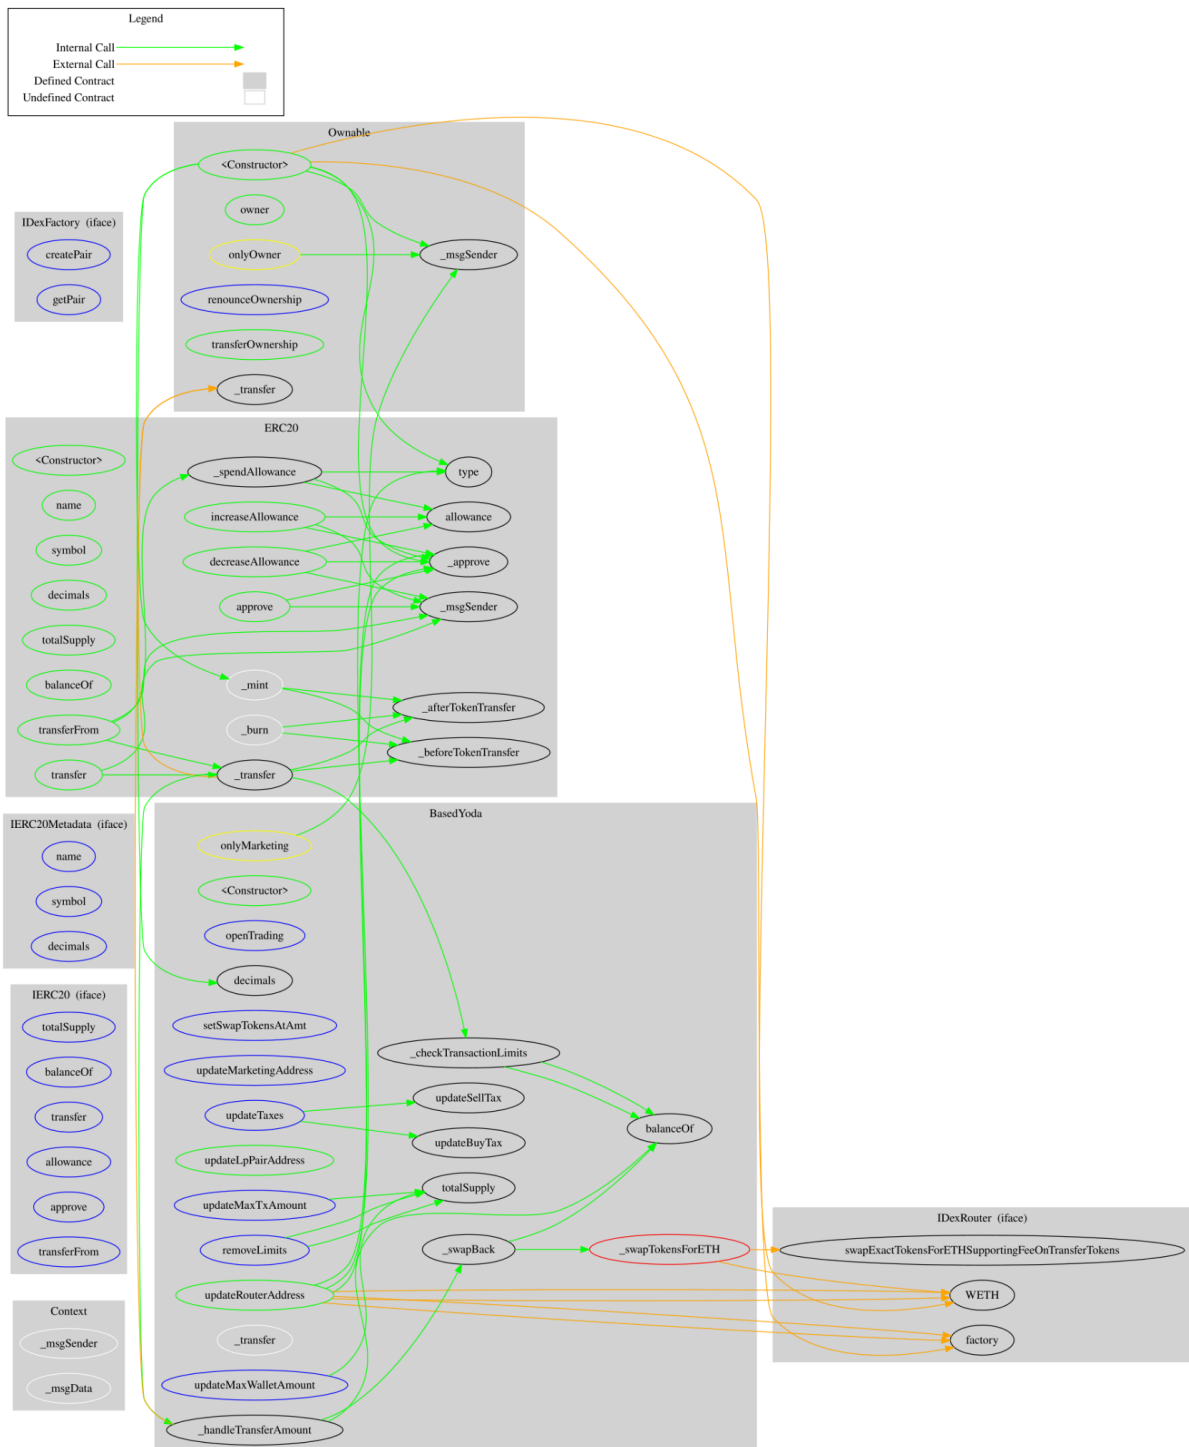 Legend
Internal Call
External Call
Defined Contract
Undefined Contract
Ownable
<Constructor>
owner
onlyOwner
_msgSender
renounceOwnership
transferOwnership
_transfer
IDexFactory (iface)
createPair
getPair
ERC20
<Constructor>
name
symbol
decimals
totalSupply
balanceOf
transferFrom
transfer
_spendAllowance
increaseAllowance
decreaseAllowance
approve
_mint
_burn
_transfer
type
allowance
_approve
_msgSender
_afterTokenTransfer
_beforeTokenTransfer
IERC20Metadata (iface)
name
symbol
decimals
IERC20 (iface)
totalSupply
balanceOf
transfer
allowance
approve
transferFrom
Context
_msgSender
_msgData
BasedYoda
onlyMarketing
<Constructor>
openTrading
decimals
setSwapTokensAtAmt
updateMarketingAddress
updateTaxes
updateLpPairAddress
updateMaxTxAmount
removeLimits
updateRouterAddress
_transfer
updateMaxWalletAmount
_handleTransferAmount
_checkTransactionLimits
updateSellTax
updateBuyTax
totalSupply
_swapBack
balanceOf
_swapTokensForETH
IDexRouter (iface)
swapExactTokensForETHSupportingFeeOnTransferTokens
WETH
factory